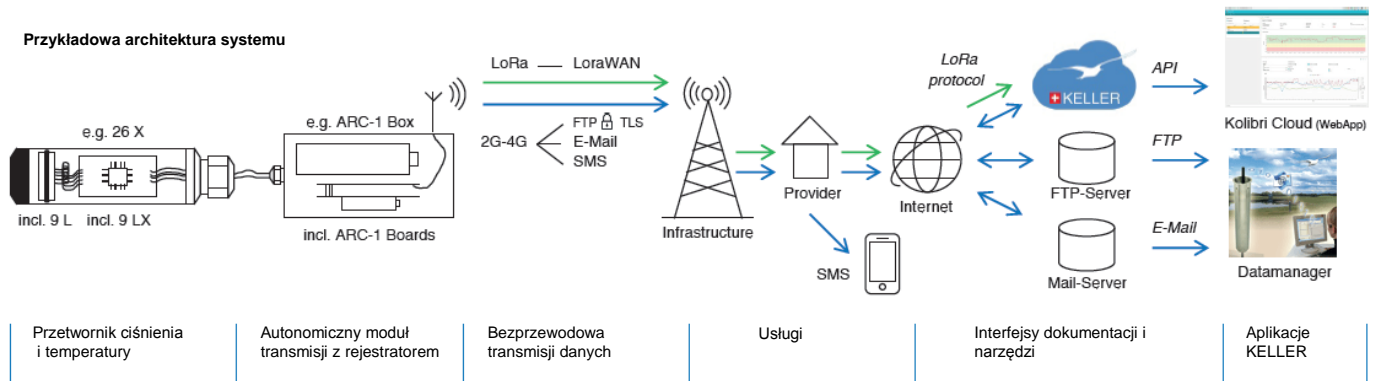 Przykładowa architektura systemu
e.g. 26 X
incl. 9 L
incl. 9 LX
e.g. ARC-1 Box
incl. ARC-1 Boards
LoRa
LoraWAN
2G-4G
FTP TLS
E-Mail
SMS
Infrastructure
Provider
SMS
Internet
LoRa
protocol
KELLER
FTP-Server
Mail-Server
API
FTP
E-Mail
Kolibri Cloud (WebApp)
Datamanager
Przetwornik ciśnienia
i temperatury
Autonomiczny moduł
transmisji z rejestratorem
Bezprzewodowa
transmisji danych
Usługi
Interfejsy dokumentacji i
narzędzi
Aplikacje
KELLER